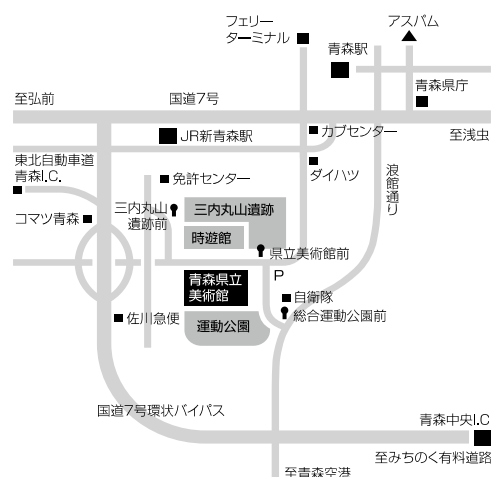 フェリー
ターミナル
アスパム
青森駅
青森県庁
至弘前
国道7号
カブセンター
至浅虫
JR新青森駅
東北自動車道
青森I.C.
免許センター
ダイハツ
浪館通り
三内丸山
遺跡前
三内丸山遺跡
コマツ青森
時遊館
県立美術館前
P
青森県立
美術館
自衛隊
佐川急便
総合運動公園前
運動公園
国道7号環状バイパス
青森中央I.C
至みちのく有料道路
至青森空港